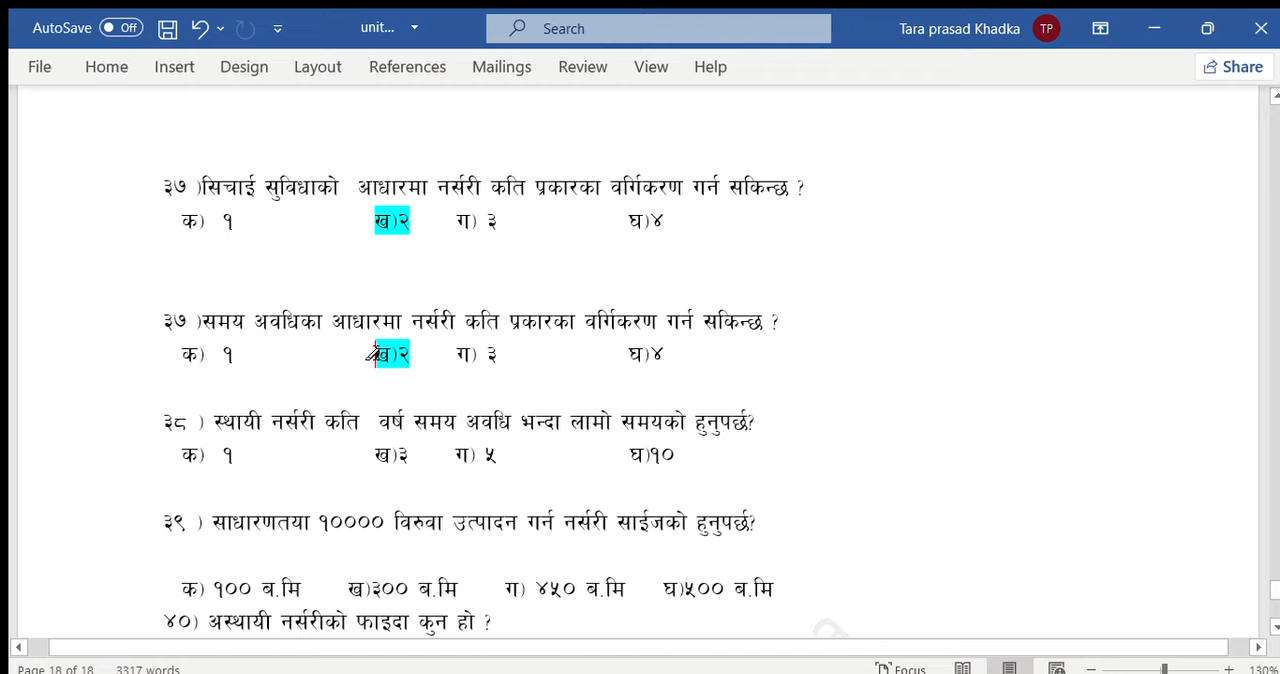 AutoSave Off unit... Search Tara prasad Khadka TP
File Home Insert Design Layout References Mailings Review View Help Share
३७ )सिचाई सुविधाको आधारमा नर्सरी कति प्रकारका वर्गिकरण गर्न सकिन्छ ?
क) १ ख)२ ग) ३ घ)४
३७ )समय अवधिका आधारमा नर्सरी कति प्रकारका वर्गिकरण गर्न सकिन्छ ?
क) १ ख)२ ग) ३ घ)४
३८ ) स्थायी नर्सरी कति वर्ष समय अवधि भन्दा लामो समयको हुनुपर्छ?
क) १ ख)३ ग) ५ घ)१०
३९ ) साधारणतया १०००० विरुवा उत्पादन गर्न नर्सरी साईजको हुनुपर्छ?
क) १०० ब.मि ख)३०० ब.मि ग) ४५० ब.मि घ)५०० ब.मि
४०) अस्थायी नर्सरीको फाइदा कुन हो ?
Page 18 of 18 3317 words Focus 130%